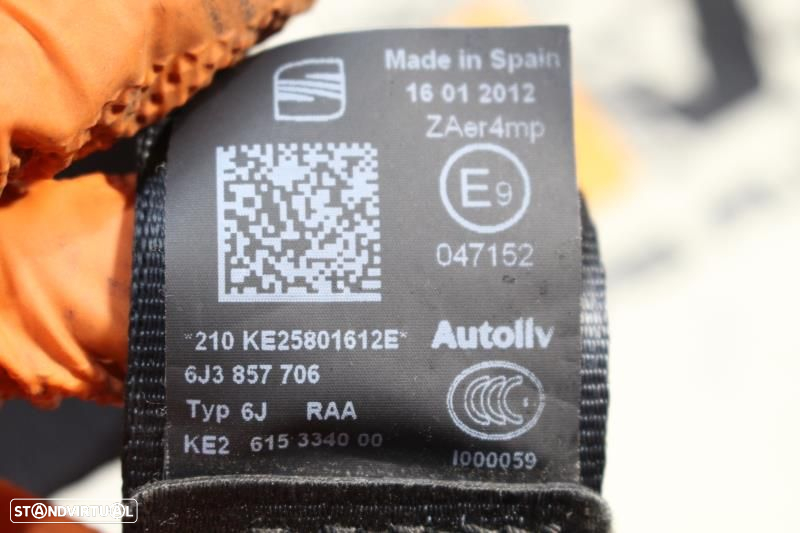 Made in Spain
16 01 2012
ZAer4mp
E9
047152
*210 KE25801612E*
Autoliv
6J3 857 706
Typ 6J RAA
CCC
KE2 615 3340 00
I000059
STANDVIRTUAL